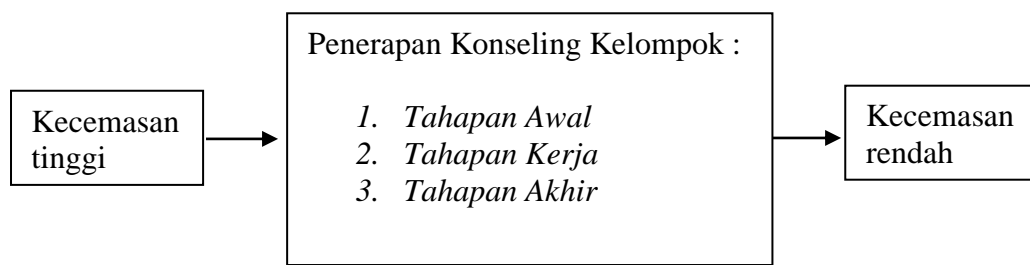 Kecemasan
tinggi
Penerapan Konseling Kelompok :
1. Tahapan Awal
2. Tahapan Kerja
3. Tahapan Akhir
Kecemasan
rendah